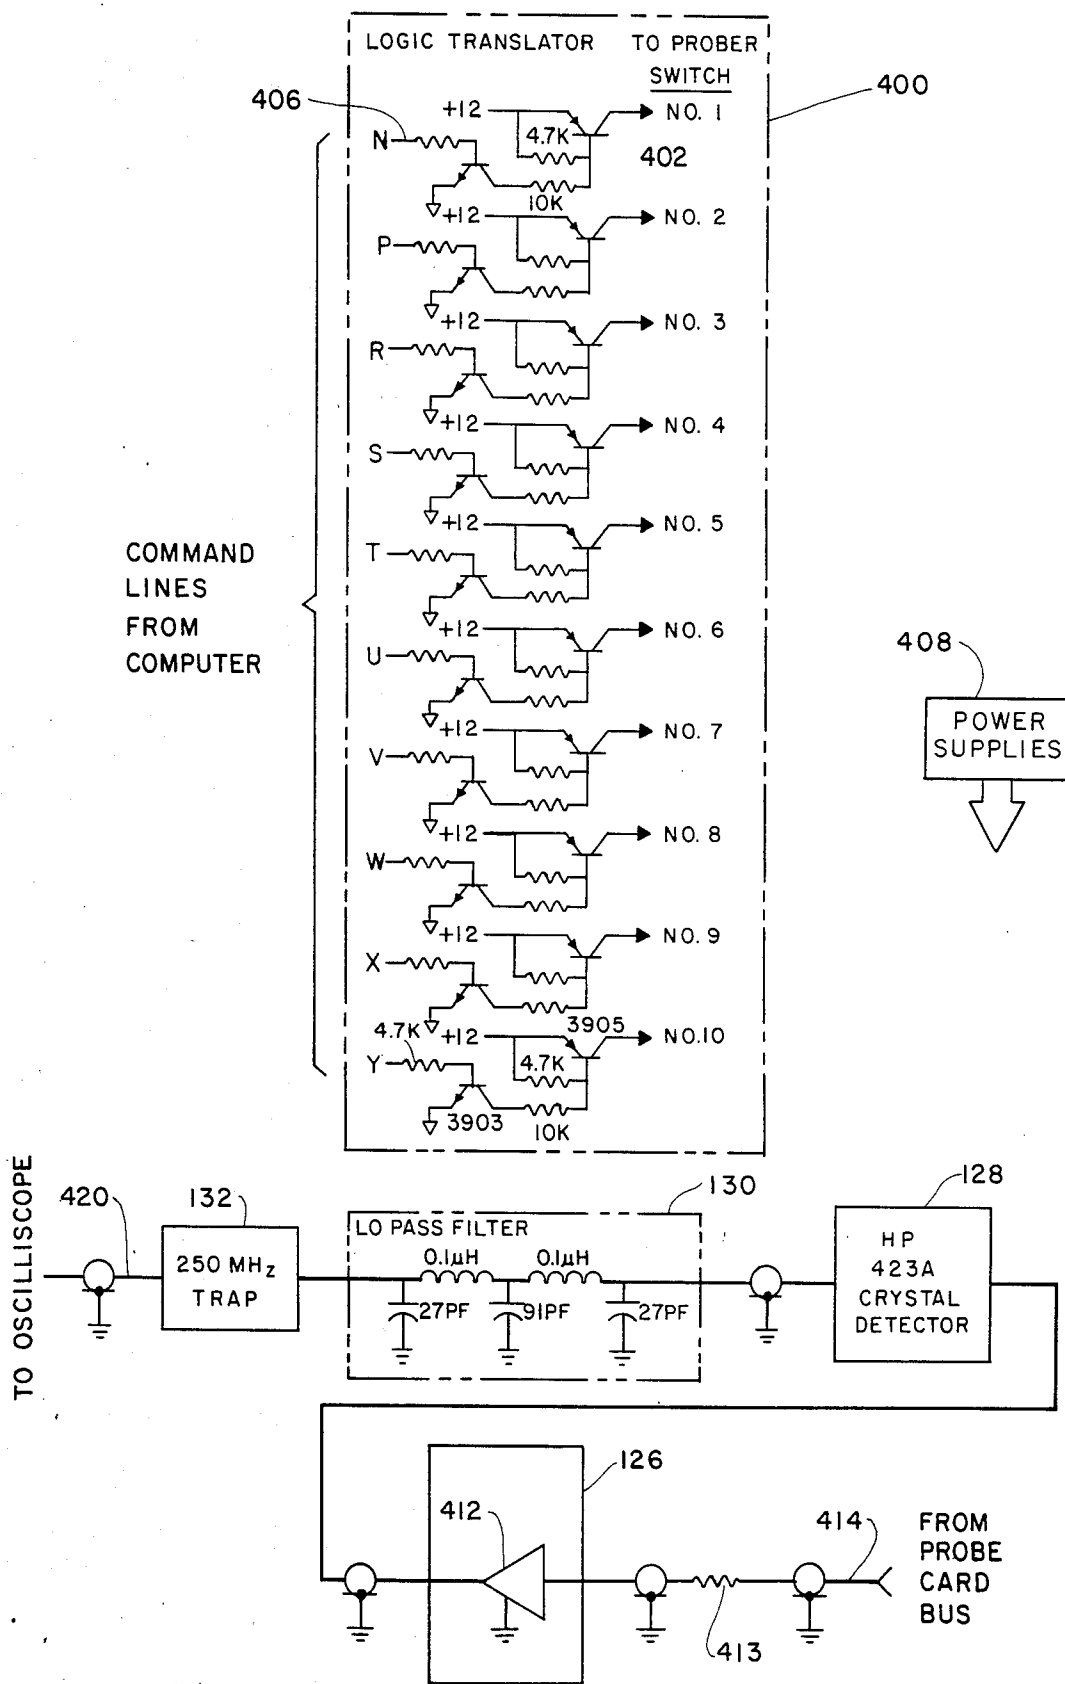 LOGIC TRANSLATOR TO PROBER
SWITCH
400
406
+12
NO. 1
N
4.7K
402
10K
+12
NO. 2
P
+12
NO. 3
R
+12
NO. 4
S
+12
NO. 5
T
+12
NO. 6
U
+12
NO. 7
V
+12
NO. 8
W
+12
NO. 9
X
3905
4.7K
+12
NO. 10
Y
4.7K
3903
10K
COMMAND
LINES
FROM
COMPUTER
408
POWER
SUPPLIES
TO OSCILLISCOPE
420
132
250 MHz
TRAP
130
LO PASS FILTER
0.1µH 0.1µH
27PF 91PF 27PF
128
HP
423A
CRYSTAL
DETECTOR
126
412
413
414
FROM
PROBE
CARD
BUS